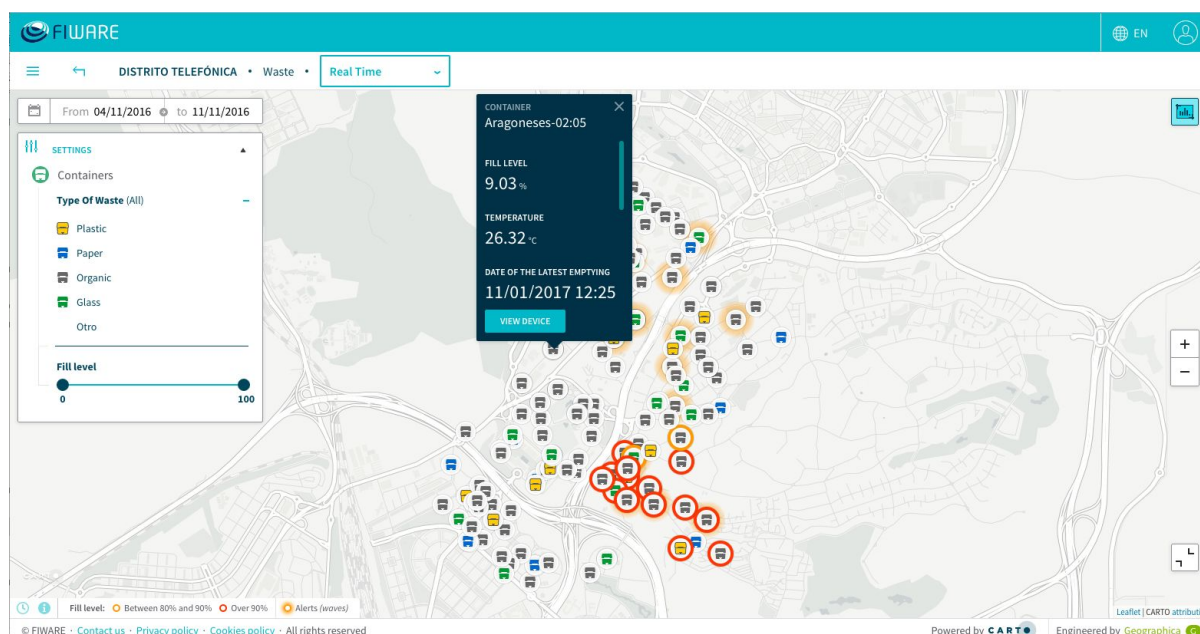 FIWARE
EN
DISTRITO TELEFÓNICA • Waste • Real Time
From 04/11/2016 to 11/11/2016
SETTINGS
Containers
Type Of Waste (All)
Plastic
Paper
Organic
Glass
Otro
Fill level
0 100
CONTAINER
Aragoneses-02:05
FILL LEVEL
9.03 %
TEMPERATURE
26.32 ºC
DATE OF THE LATEST EMPTYING
11/01/2017 12:25
VIEW DEVICE
+
−
Fill level: Between 80% and 90% Over 90% Alerts (waves)
Leaflet | CARTO
© FIWARE · Contact us · Privacy policy · Cookies policy · All rights reserved
Powered by CARTO Engineered by Geographica